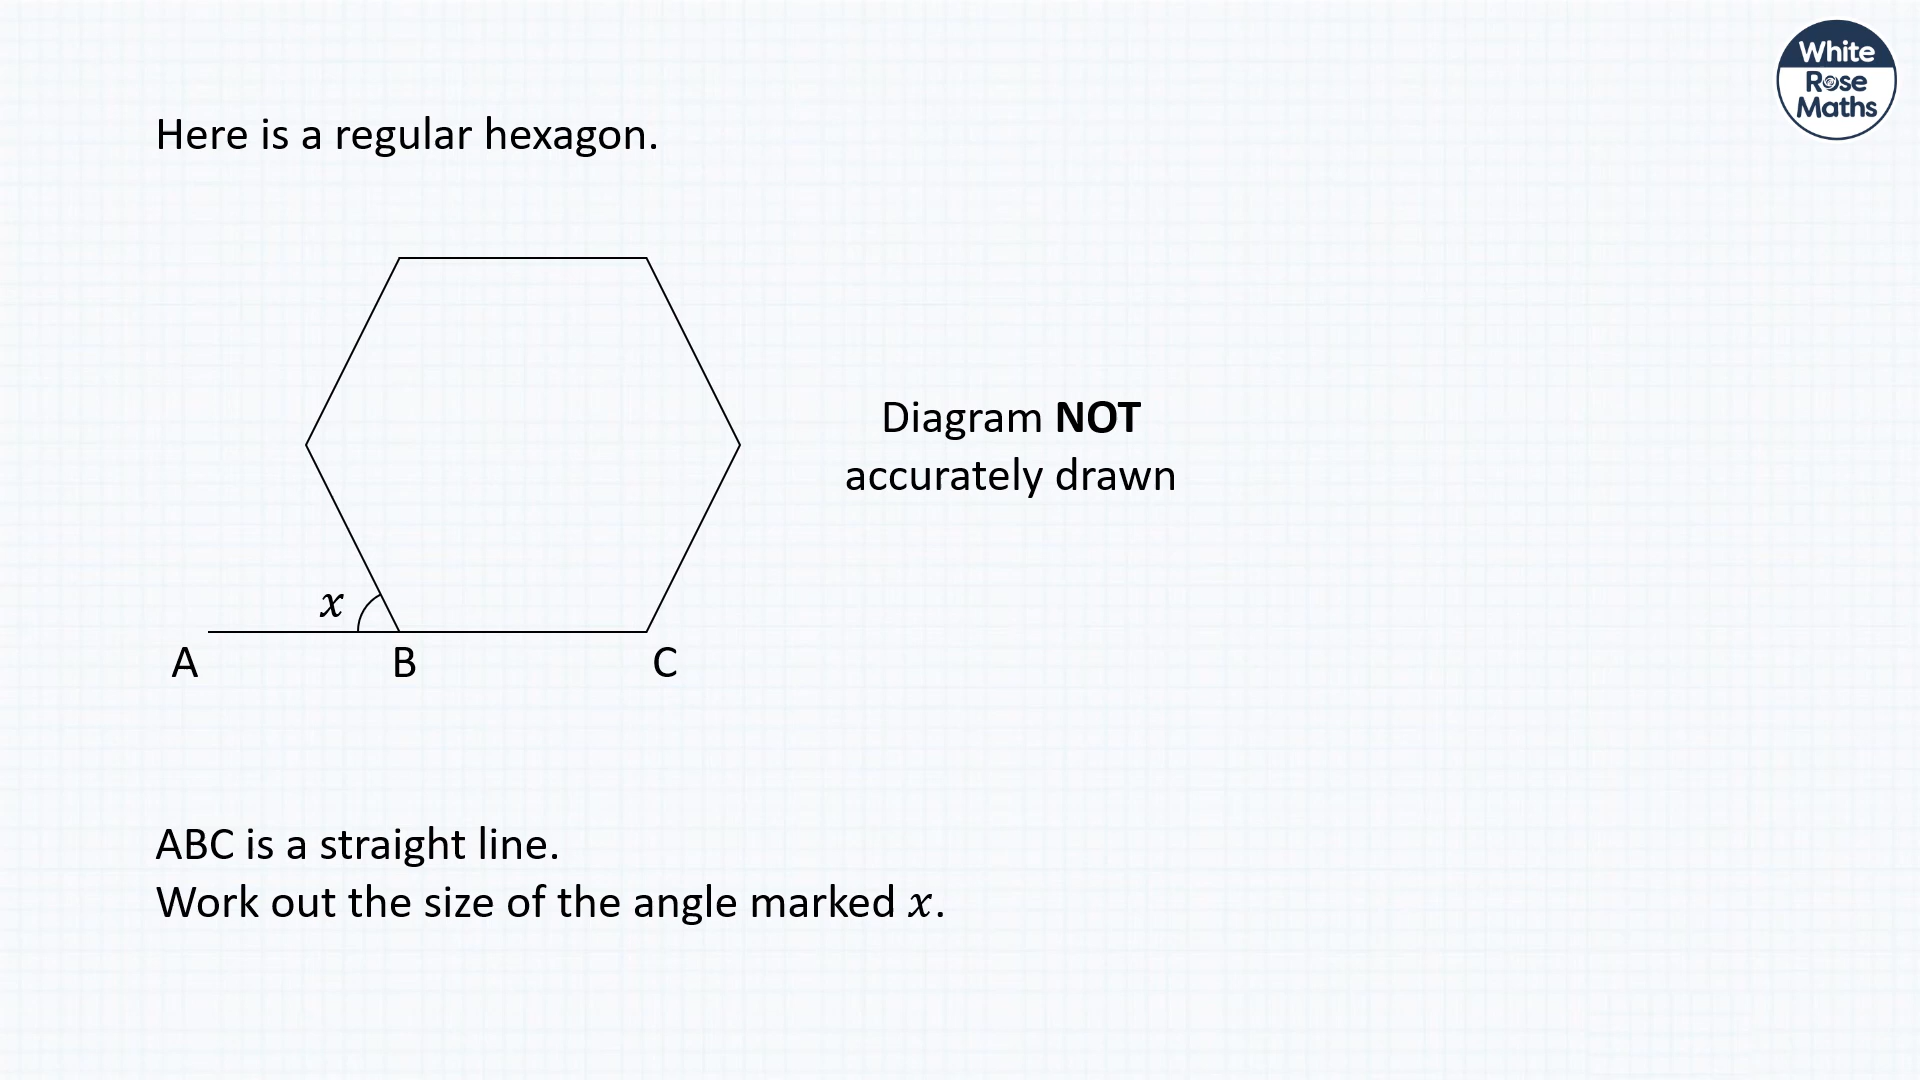 White
Rose
Maths
Here is a regular hexagon.
Diagram NOT
accurately drawn
x
A
B
C
ABC is a straight line.
Work out the size of the angle marked x.